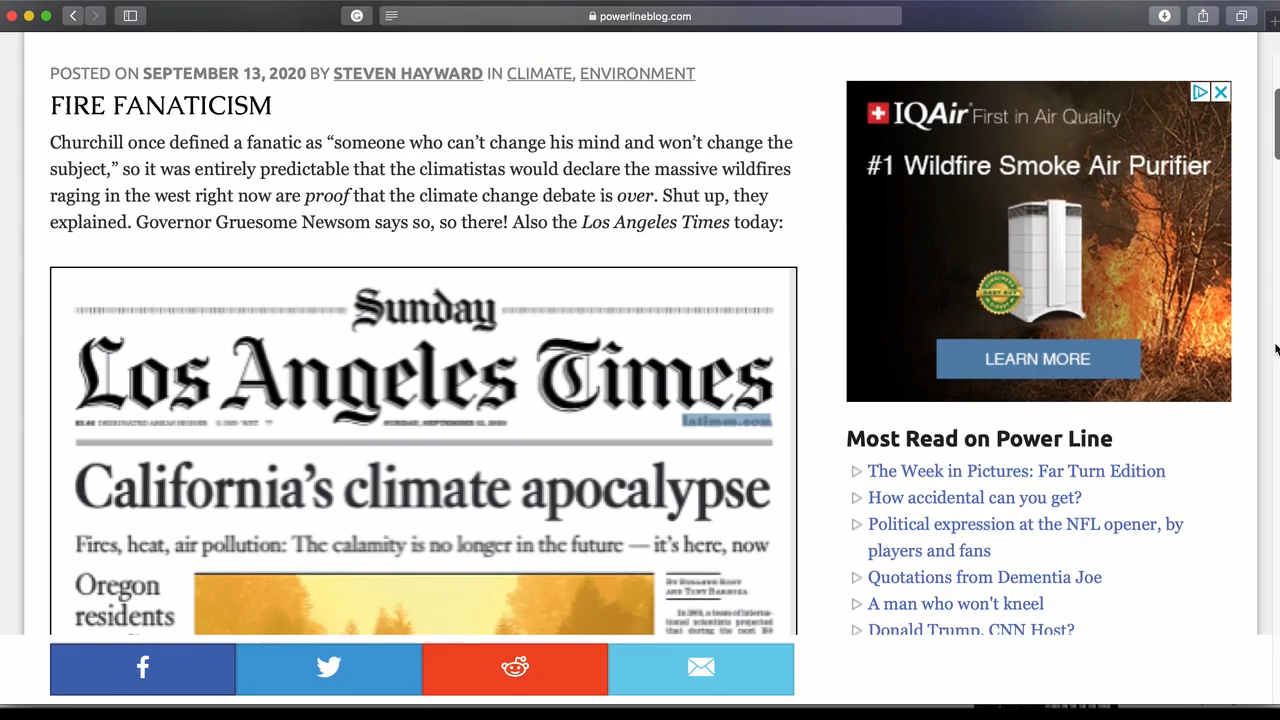 powerlineblog.com
POSTED ON SEPTEMBER 13, 2020 BY STEVEN HAYWARD IN CLIMATE, ENVIRONMENT
FIRE FANATICISM
Churchill once defined a fanatic as “someone who can’t change his mind and won’t change the
subject,” so it was entirely predictable that the climatistes would declare the massive wildfires
raging in the west right now are proof that the climate change debate is over. Shut up, they
explained. Governor Gruesome Newsom says so, so there! Also the Los Angeles Times today:
Sunday
Los Angeles Times
latimes.com
California’s climate apocalypse
Fires, heat, air pollution: The calamity is no longer in the future — it’s here, now
Oregon
residents
IQAir First in Air Quality
#1 Wildfire Smoke Air Purifier
LEARN MORE
Most Read on Power Line
The Week in Pictures: Far Turn Edition
How accidental can you get?
Political expression at the NFL opener, by
players and fans
Quotations from Dementia Joe
A man who won't kneel
Donald Trump, CNN Host?